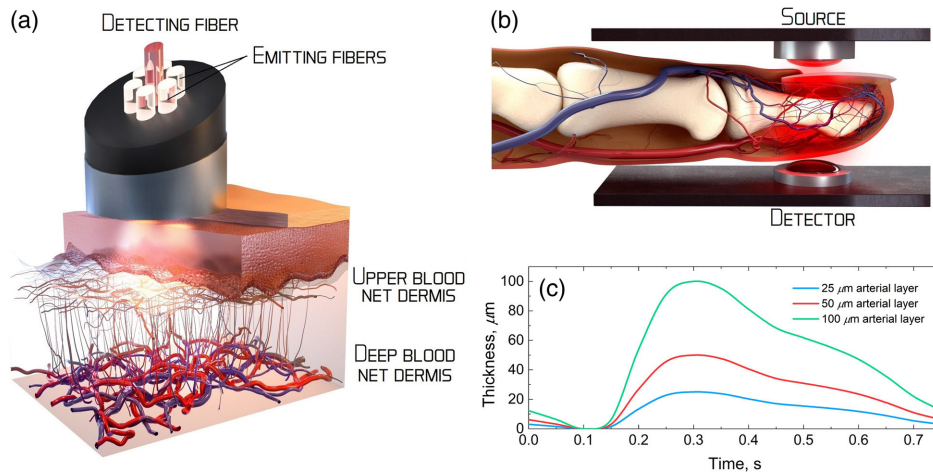 (a)
DETECTING FIBER
EMITTING FIBERS
UPPER BLOOD
NET DERMIS
DEEP BLOOD
NET DERMIS
(b)
SOURCE
DETECTOR
(c)
25 μm arterial layer
50 μm arterial layer
100 μm arterial layer
Thickness, μm
100
80
60
40
20
0
0.0 0.1 0.2 0.3 0.4 0.5 0.6 0.7
Time, s